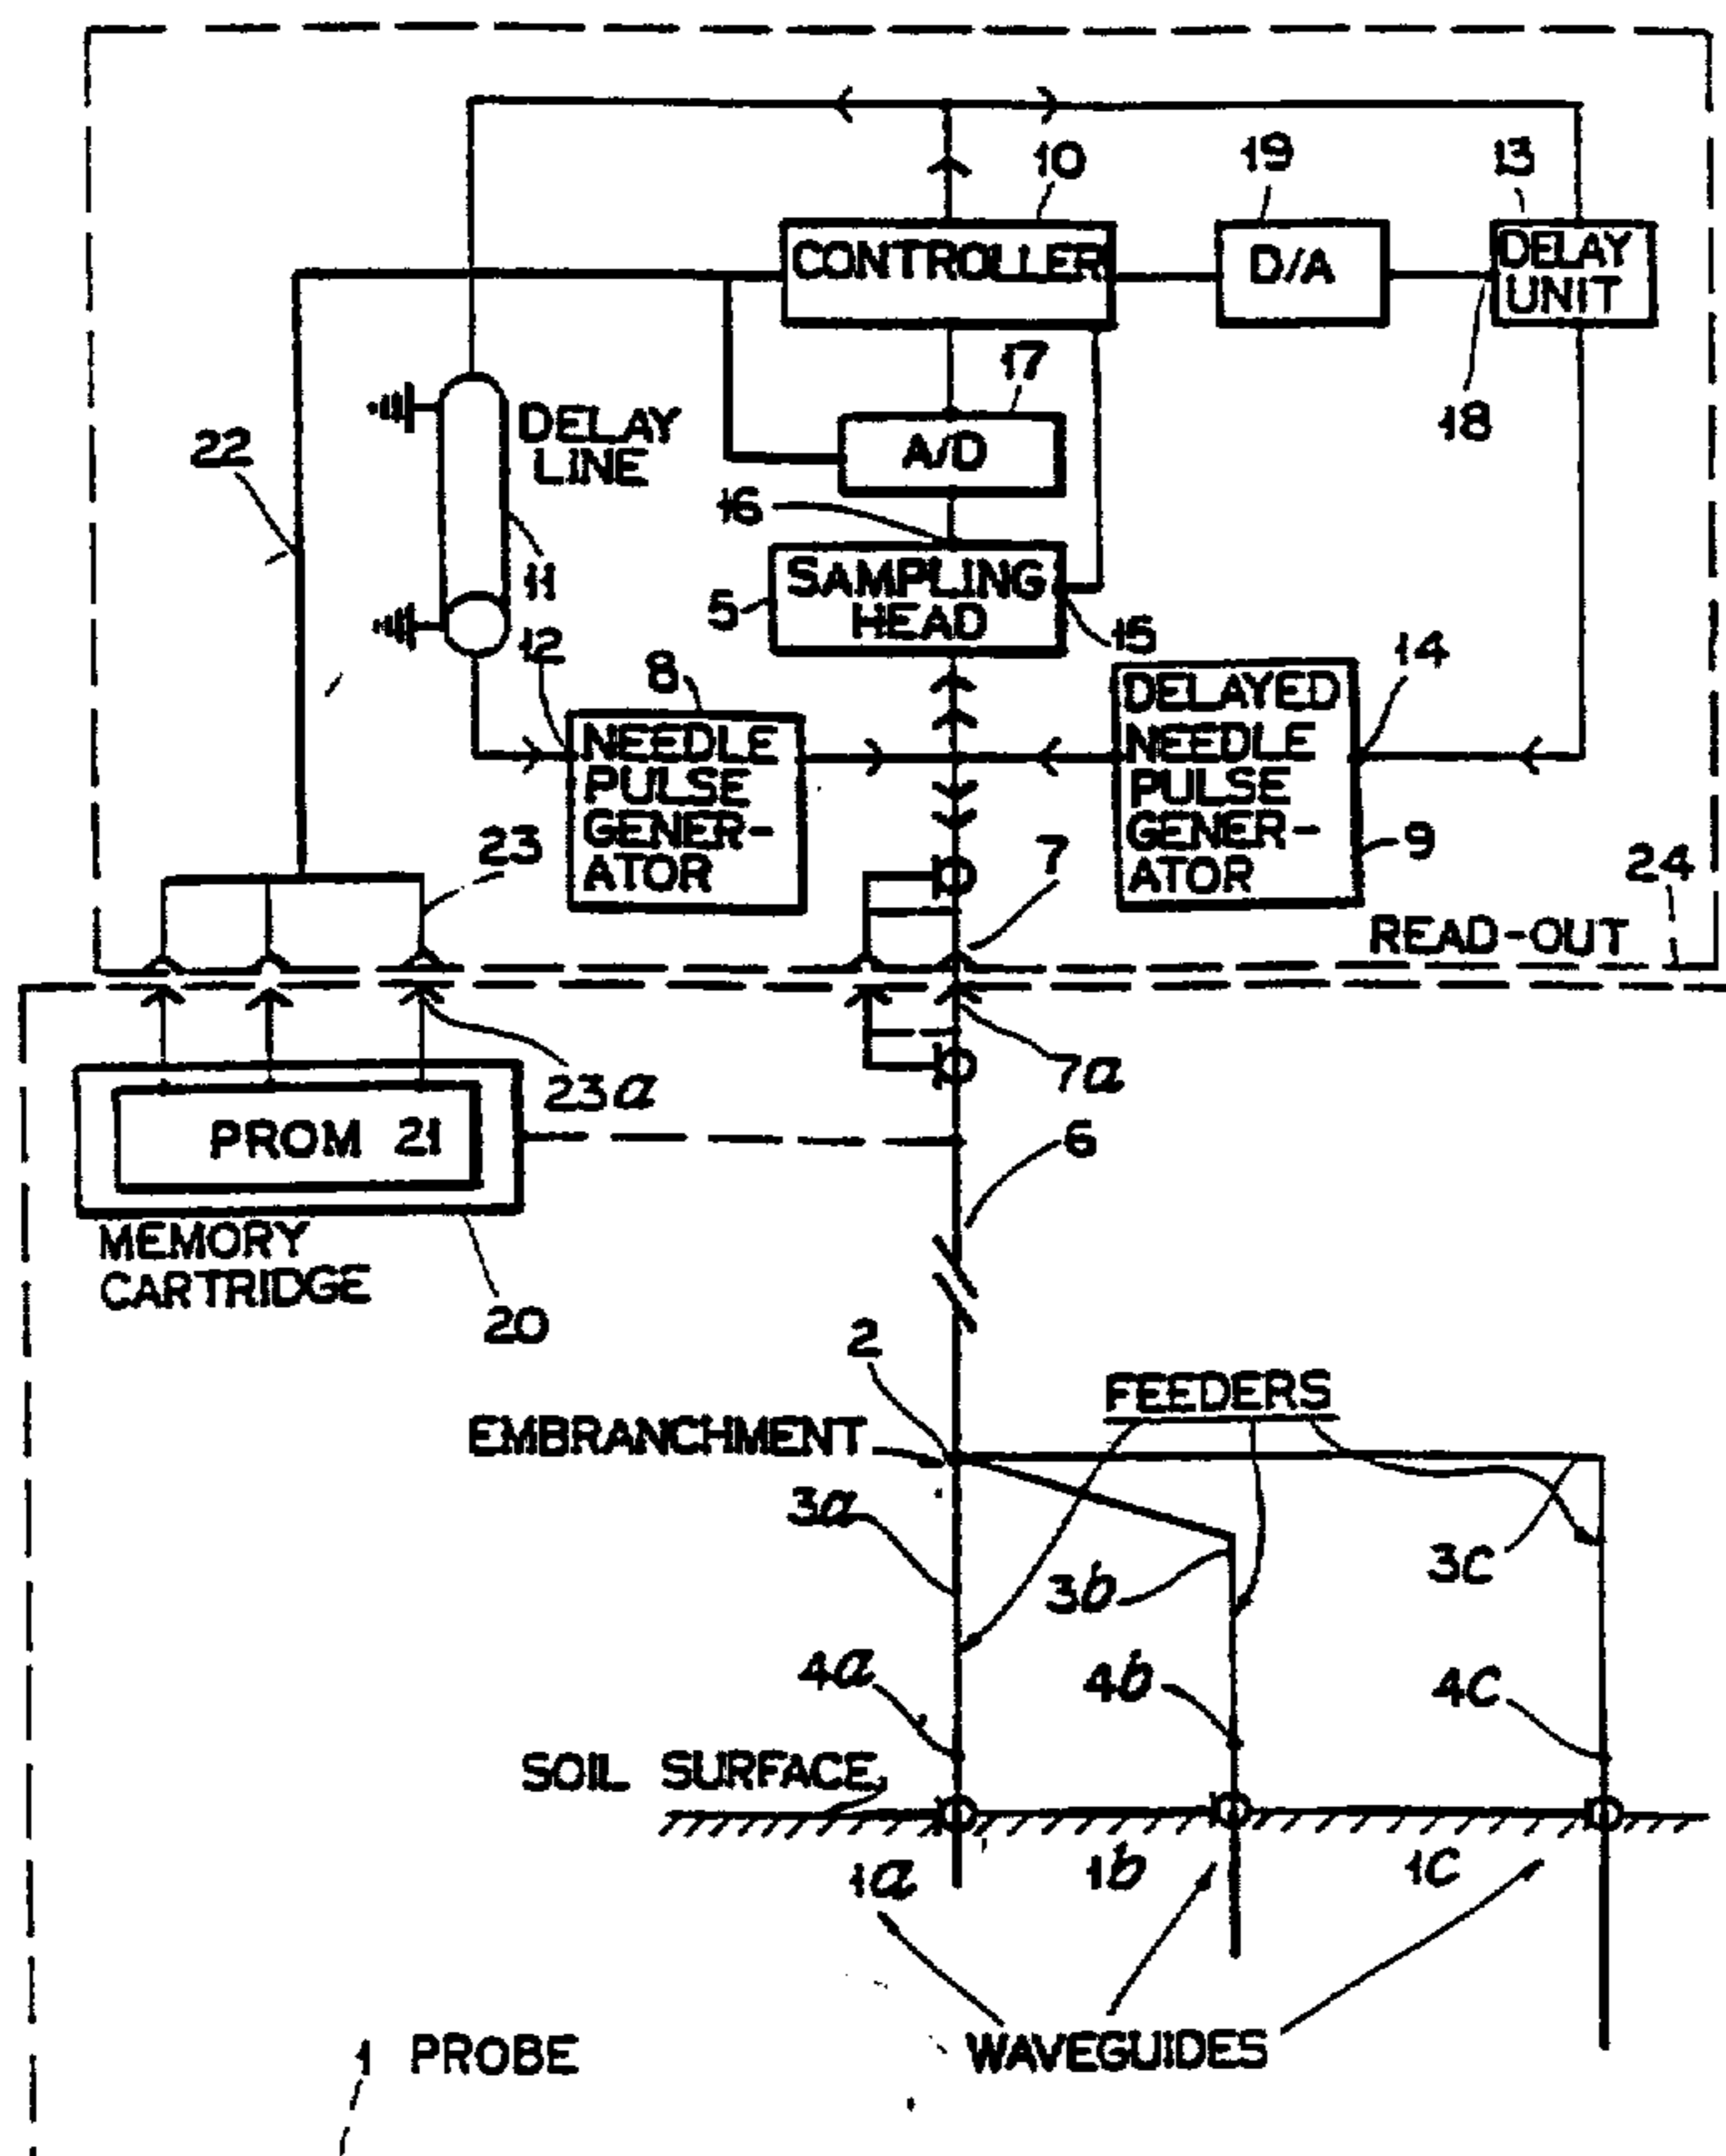 10
19
13
CONTROLLER
D/A
DELAY
UNIT
17
18
22
DELAY
LINE
A/D
16
11
5
SAMPLING
HEAD
15
12
8
14
NEEDLE
PULSE
GENER-
ATOR
DELAYED
NEEDLE
PULSE
GENER-
ATOR
9
23
7
24
READ-OUT
23a
7a
PROM 21
6
MEMORY
CARTRIDGE
20
2
FEEDERS
EMBRANCHMENT
3a
3b
3c
4a
4b
4c
SOIL SURFACE
1a
1b
1c
1 PROBE
WAVEGUIDES